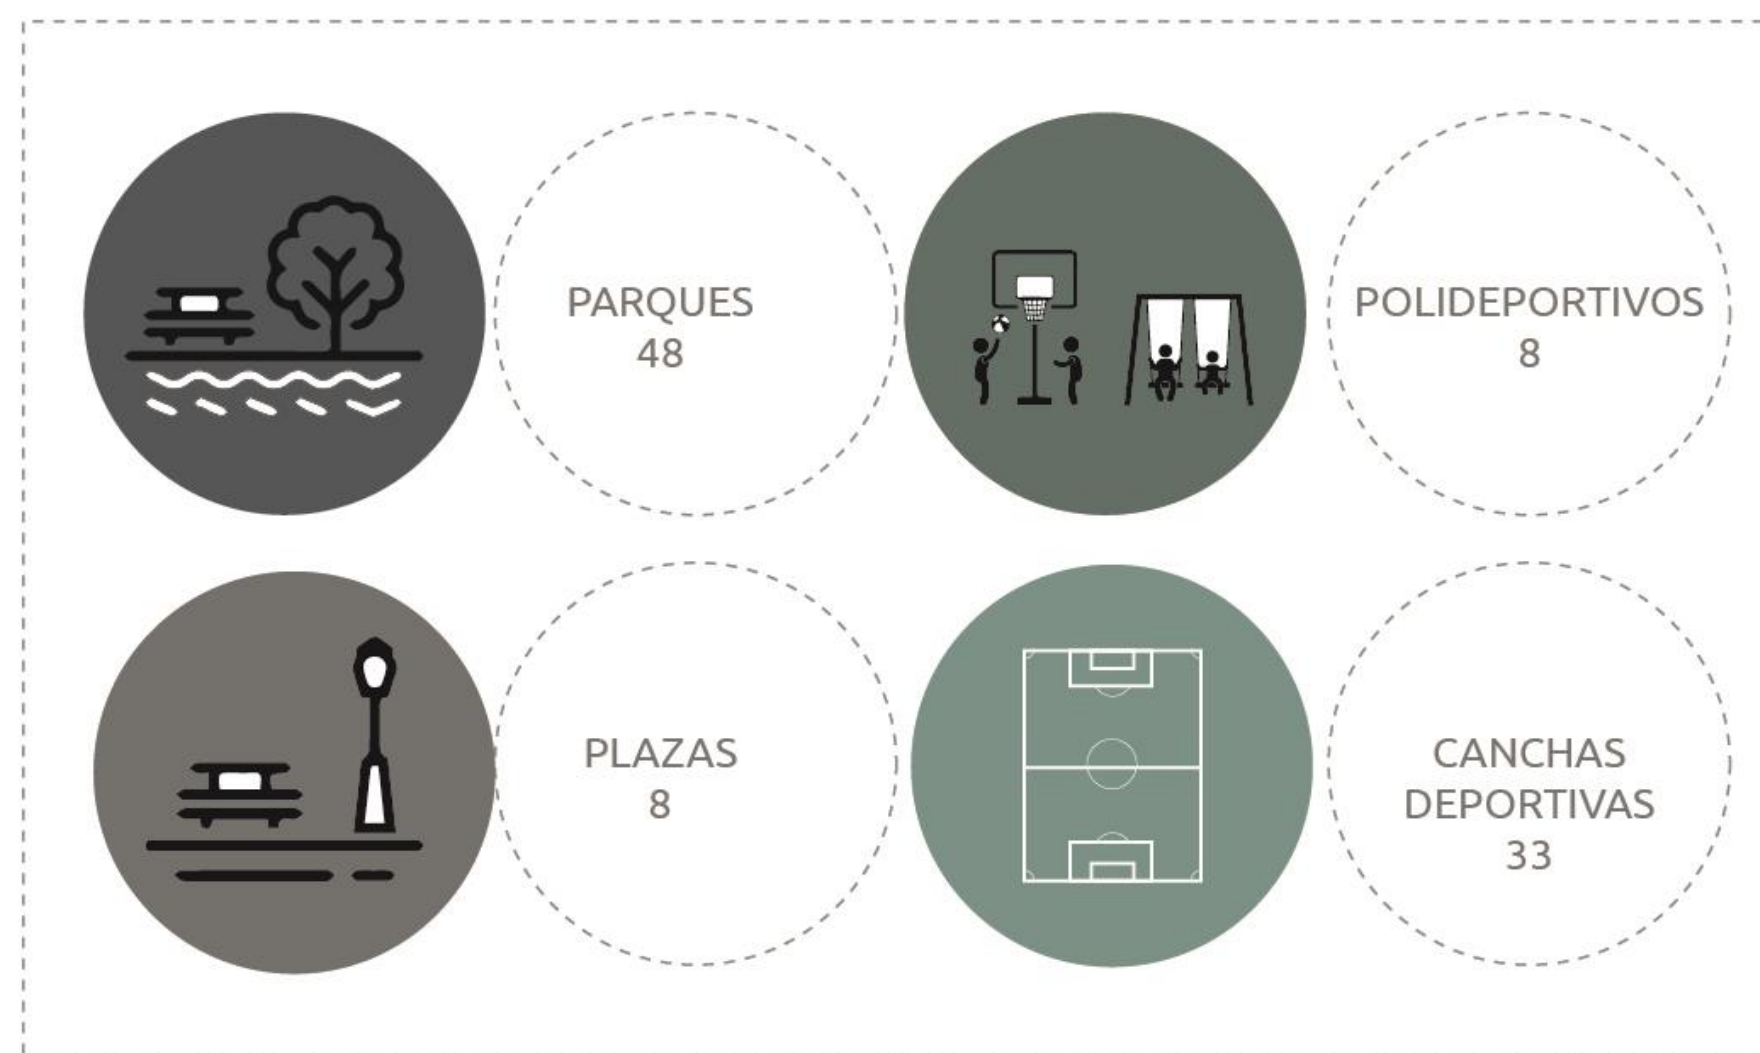 PARQUES
48
POLIDEPORTIVOS
8
PLAZAS
8
CANCHAS
DEPORTIVAS
33